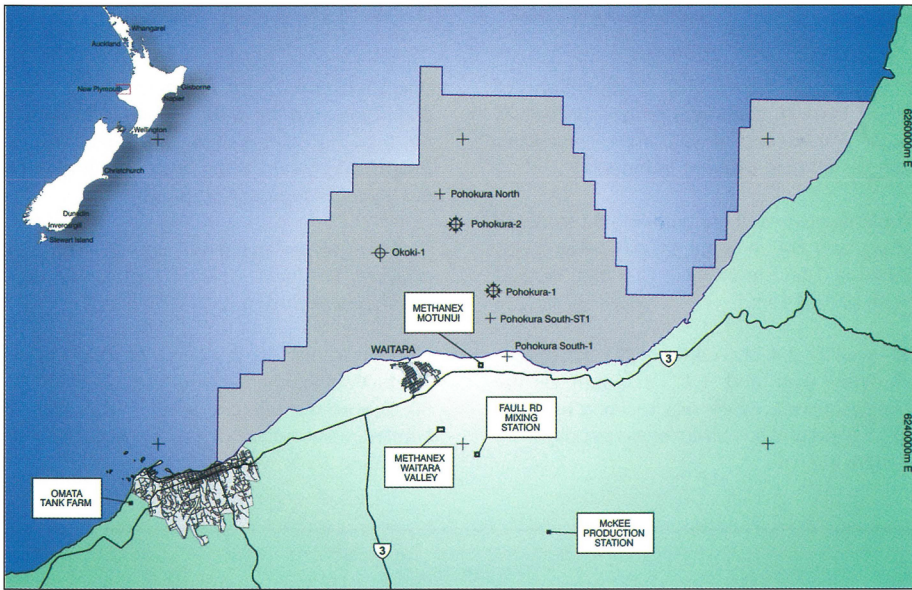 Whangarei
Auckland
New Plymouth
Gisborne
Napier
Wellington
Christchurch
Dunedin
Invercargill
Stewart Island
6260000m E
Pohokura North
Pohokura-2
Okoki-1
Pohokura-1
METHANEX
MOTUNUI
Pohokura South-ST1
Pohokura South-1
WAITARA
3
FAULL RD
MIXING
STATION
6240000m E
METHANEX
WAITARA
VALLEY
OMATA
TANK FARM
McKEE
PRODUCTION
STATION
3